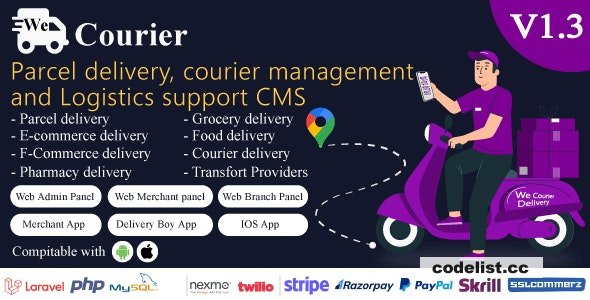 We
Courier
V1.3
Parcel delivery, courier management
and Logistics support CMS
- Parcel delivery
- E-commerce delivery
- F-Commerce delivery
- Pharmacy delivery
- Grocery delivery
- Food delivery
- Courier delivery
- Transfort Providers
Web Admin Panel
Web Merchant panel
Web Branch Panel
Merchant App
Delivery Boy App
IOS App
Compitable with
We Courier
Delivery
codelist.cc
Laravel
php
MySQL
nexmo
twilio
stripe
Razorpay
PayPal
Skrill
SSLCOMMERZ